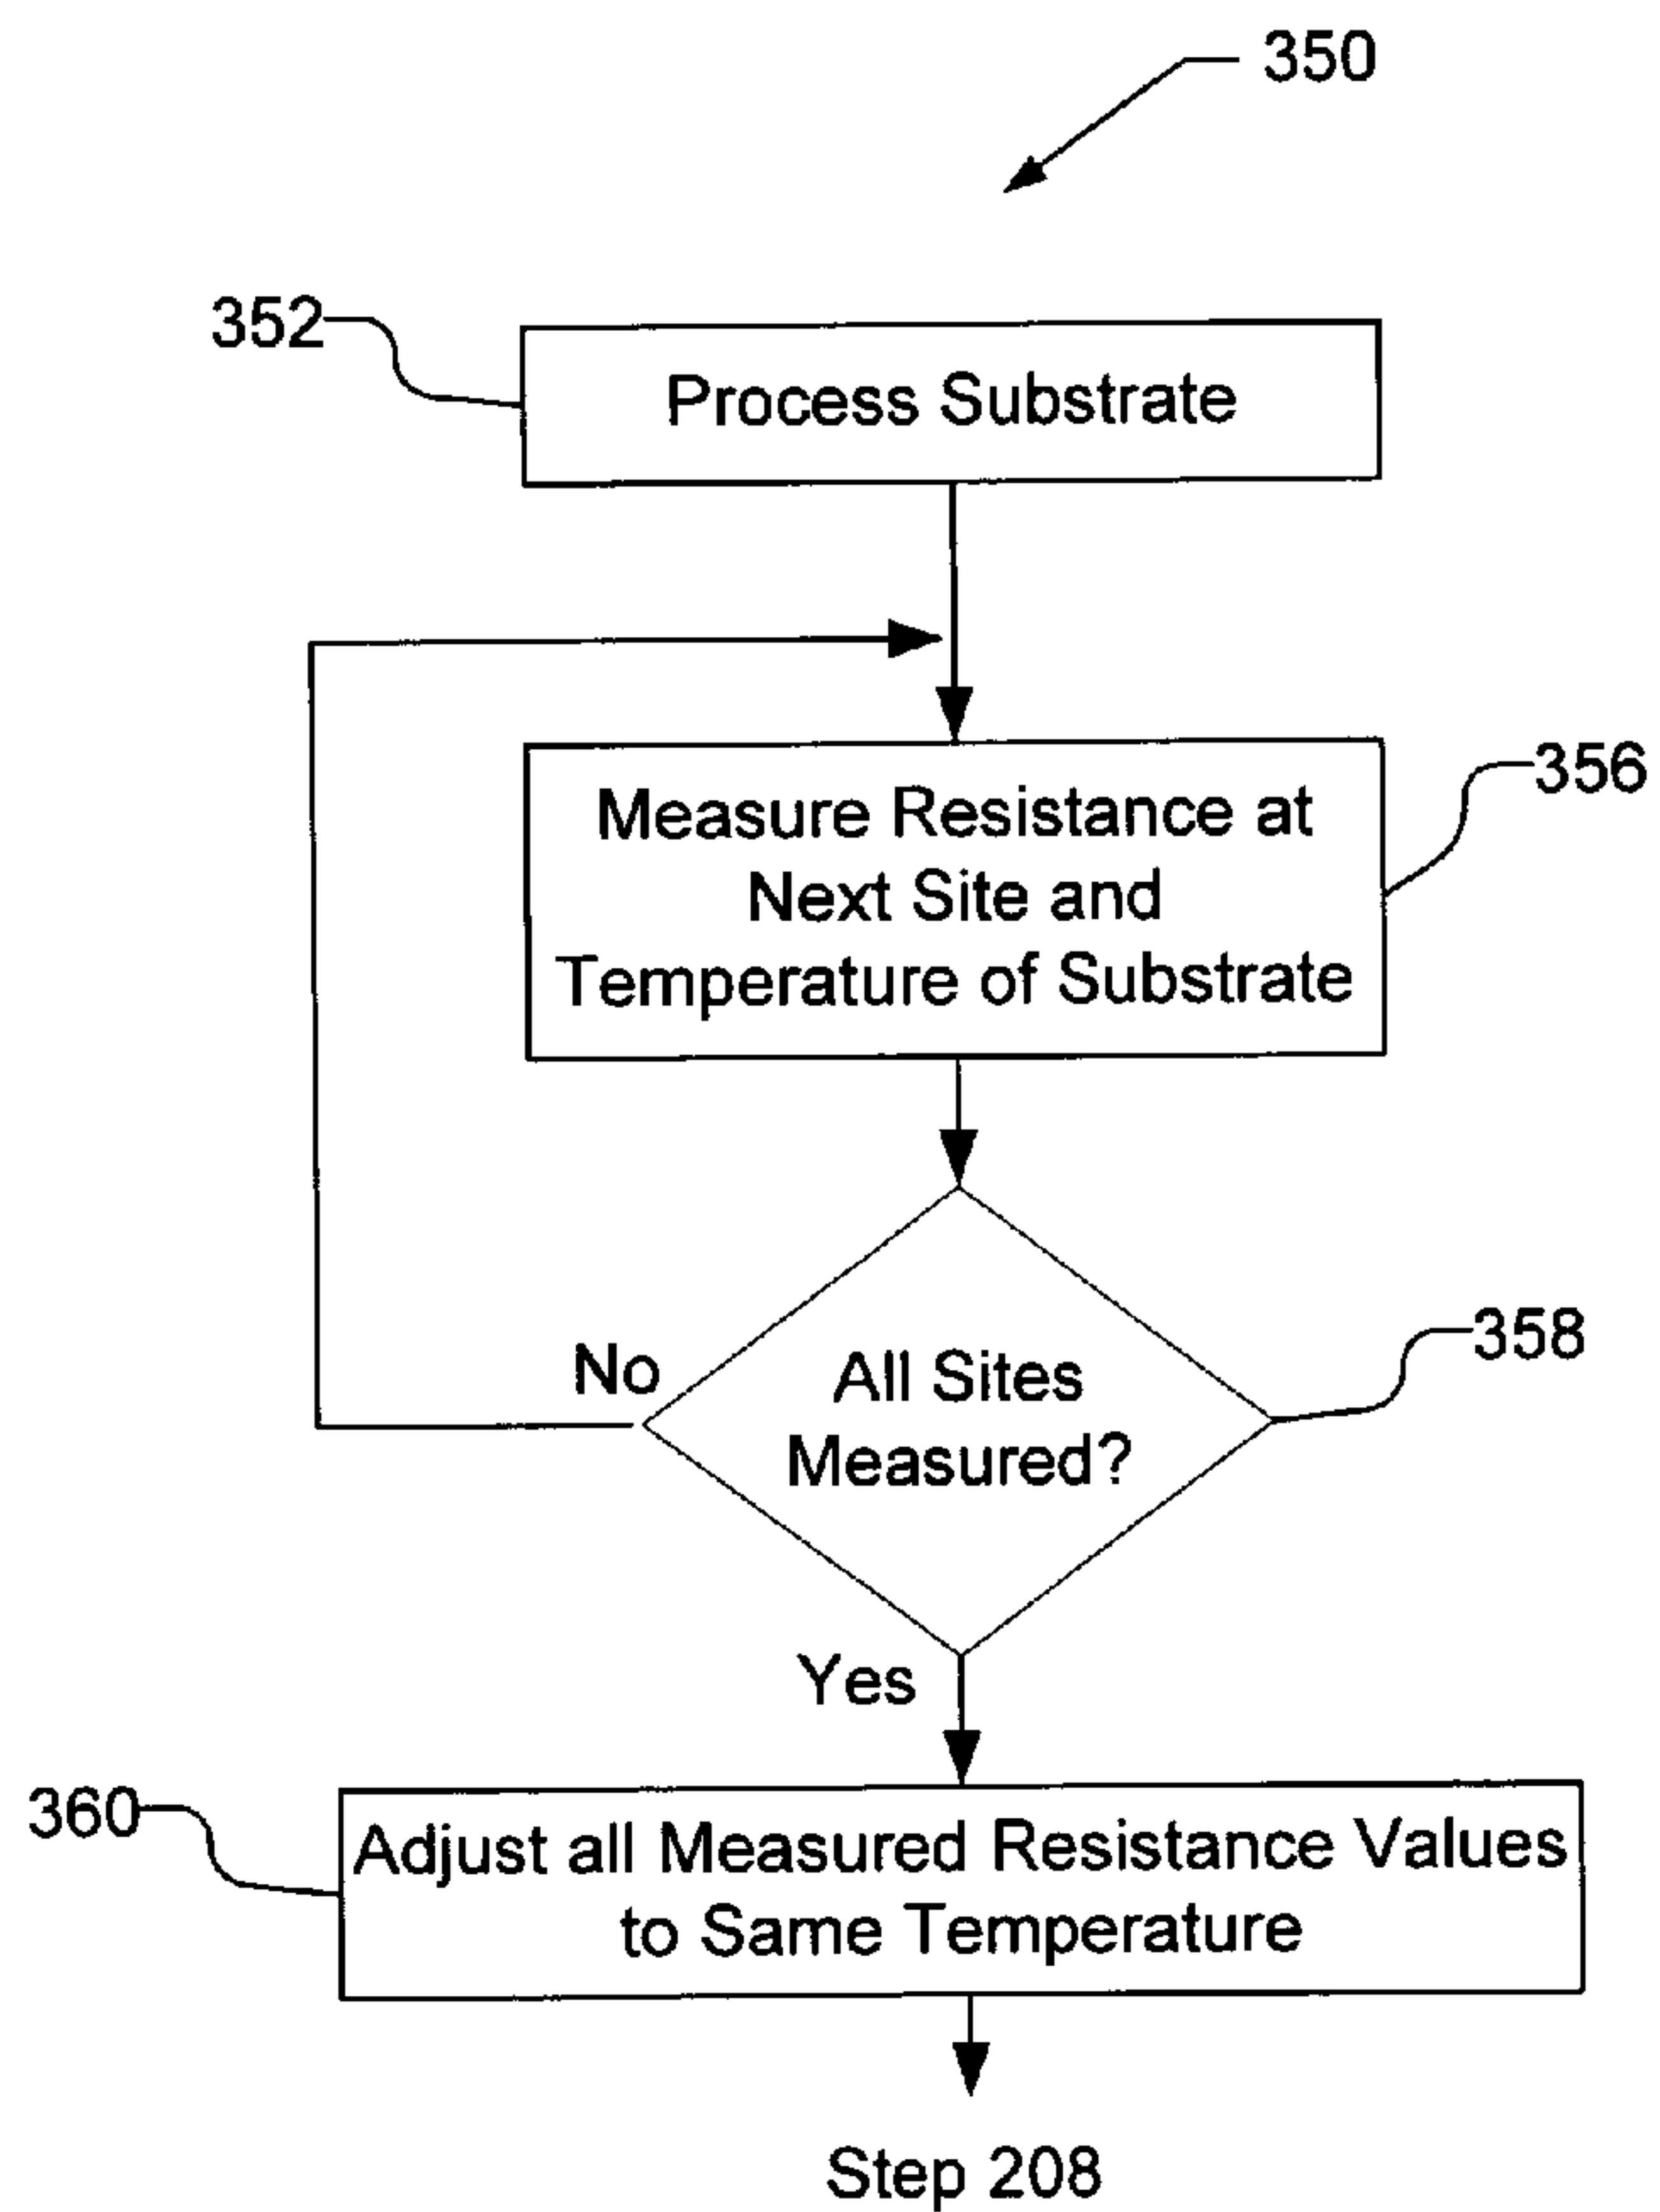 350
352
Process Substrate
356
Measure Resistance at
Next Site and
Temperature of Substrate
358
No
All Sites
Measured?
Yes
360
Adjust all Measured Resistance Values
to Same Temperature
Step 208